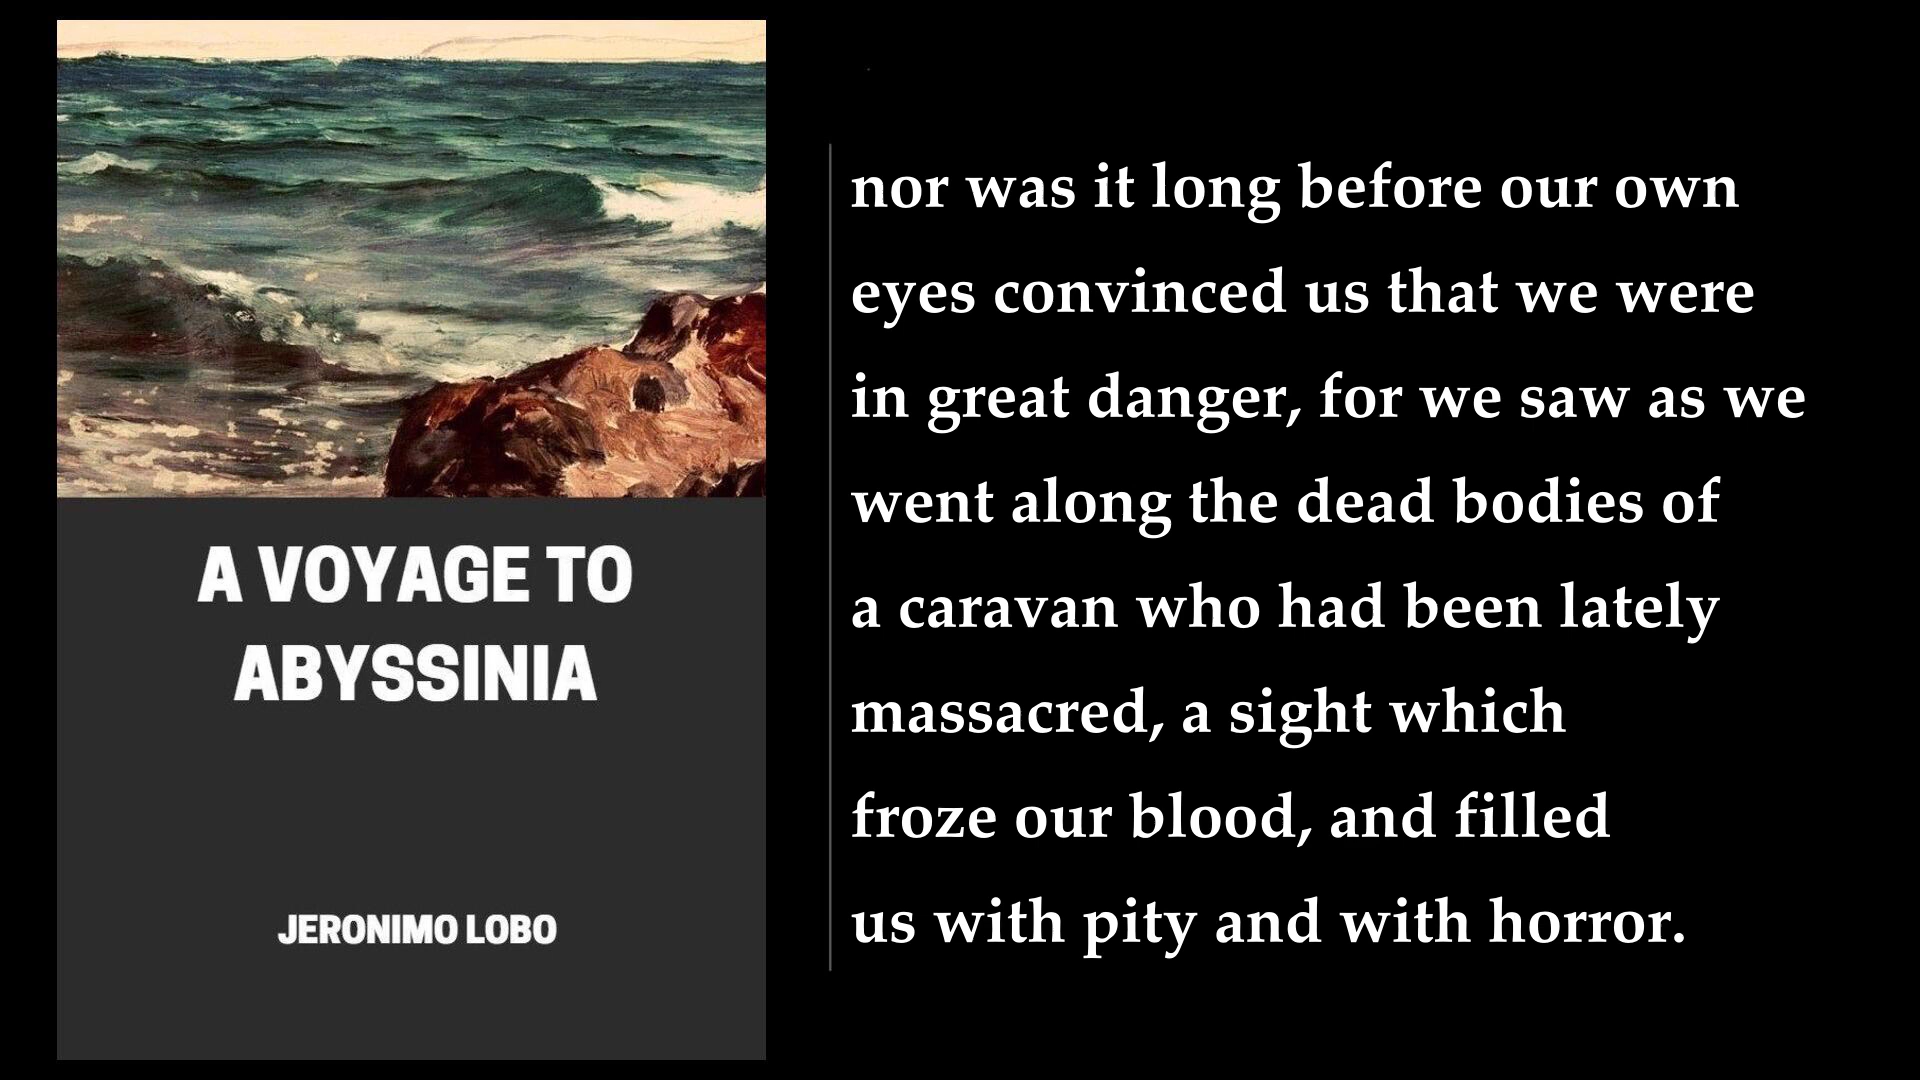 A VOYAGE TO
ABYSSINIA
JERONIMO LOBO
nor was it long before our own
eyes convinced us that we were
in great danger, for we saw as we
went along the dead bodies of
a caravan who had been lately
massacred, a sight which
froze our blood, and filled
us with pity and with horror.